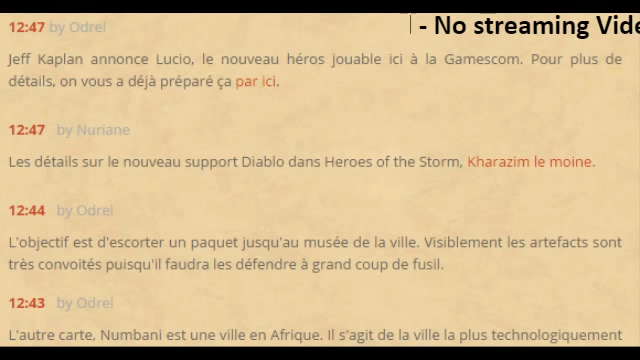 12:47 by Odrel
- No streaming Vide
Jeff Kaplan annonce Lucio, le nouveau héros jouable ici à la Gamescom. Pour plus de
détails, on vous a déjà préparé ça par ici.
12:47 by Nuriane
Les détails sur le nouveau support Diablo dans Heroes of the Storm, Kharazim le moine.
12:44 by Odrel
L'objectif est d'escorter un paquet jusqu'au musée de la ville. Visiblement les artefacts sont
très convoités puisqu'il faudra les défendre à grand coup de fusil.
12:43 by Odrel
L'autre carte, Numbani est une ville en Afrique. Il s'agit de la ville la plus technologiquement